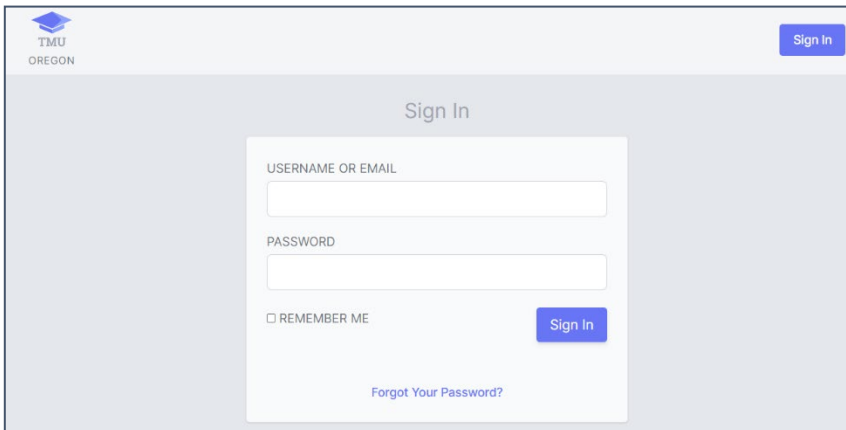 TMU
OREGON
Sign In
Sign In
USERNAME OR EMAIL
PASSWORD
REMEMBER ME
Sign In
Forgot Your Password?